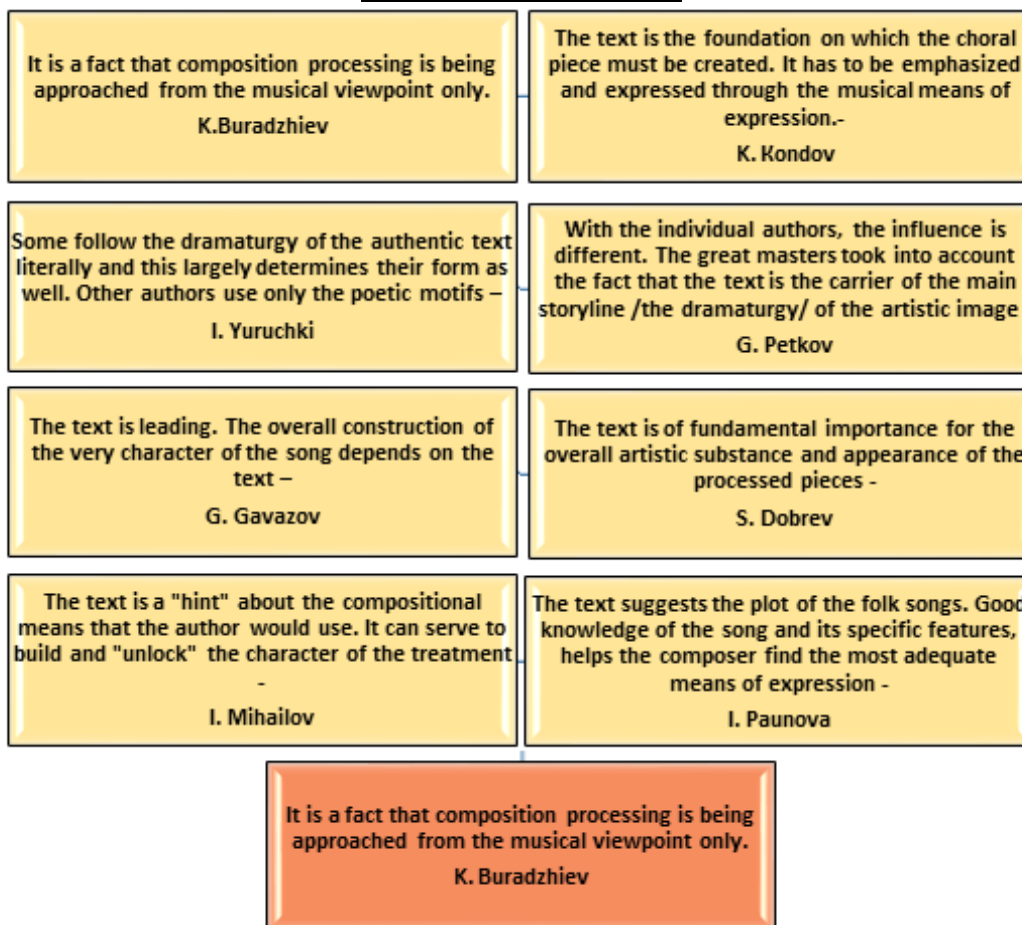 It is a fact that composition processing is being
approached from the musical viewpoint only.
K.Buradzhiev
The text is the foundation on which the choral
piece must be created. It has to be emphasized
and expressed through the musical means of
expression.-
K. Kondov
Some follow the dramaturgy of the authentic text
literally and this largely determines their form as
well. Other authors use only the poetic motifs –
I. Yuruchki
With the individual authors, the influence is
different. The great masters took into account
the fact that the text is the carrier of the main
storyline /the dramaturgy/ of the artistic image
G. Petkov
The text is leading. The overall construction of
the very character of the song depends on the
text –
G. Gavazov
The text is of fundamental importance for the
overall artistic substance and appearance of the
processed pieces -
S. Dobrev
The text is a "hint" about the compositional
means that the author would use. It can serve to
build and "unlock" the character of the treatment
-
I. Mihailov
The text suggests the plot of the folk songs. Good
knowledge of the song and its specific features,
helps the composer find the most adequate
means of expression -
I. Paunova
It is a fact that composition processing is being
approached from the musical viewpoint only.
K. Buradzhiev